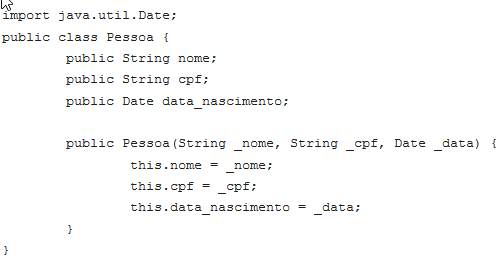 import java.util.Date;
public class Pessoa {
public String nome;
public String cpf;
public Date data_nascimento;
public Pessoa(String _nome, String _cpf, Date _data) {
this.nome = _nome;
this.cpf = _cpf;
this.data_nascimento = _data;
}
}